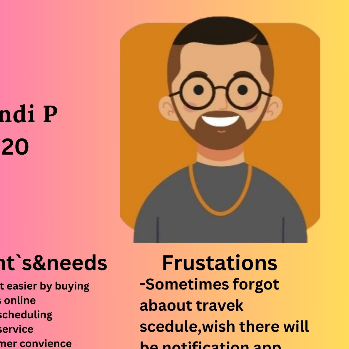 ndi P
20
nt`s&needs
t easier by buying
online
scheduling
service
mer convience
Frustations
-Sometimes forgot
abaout travek
scedule,wish there will
be notification app